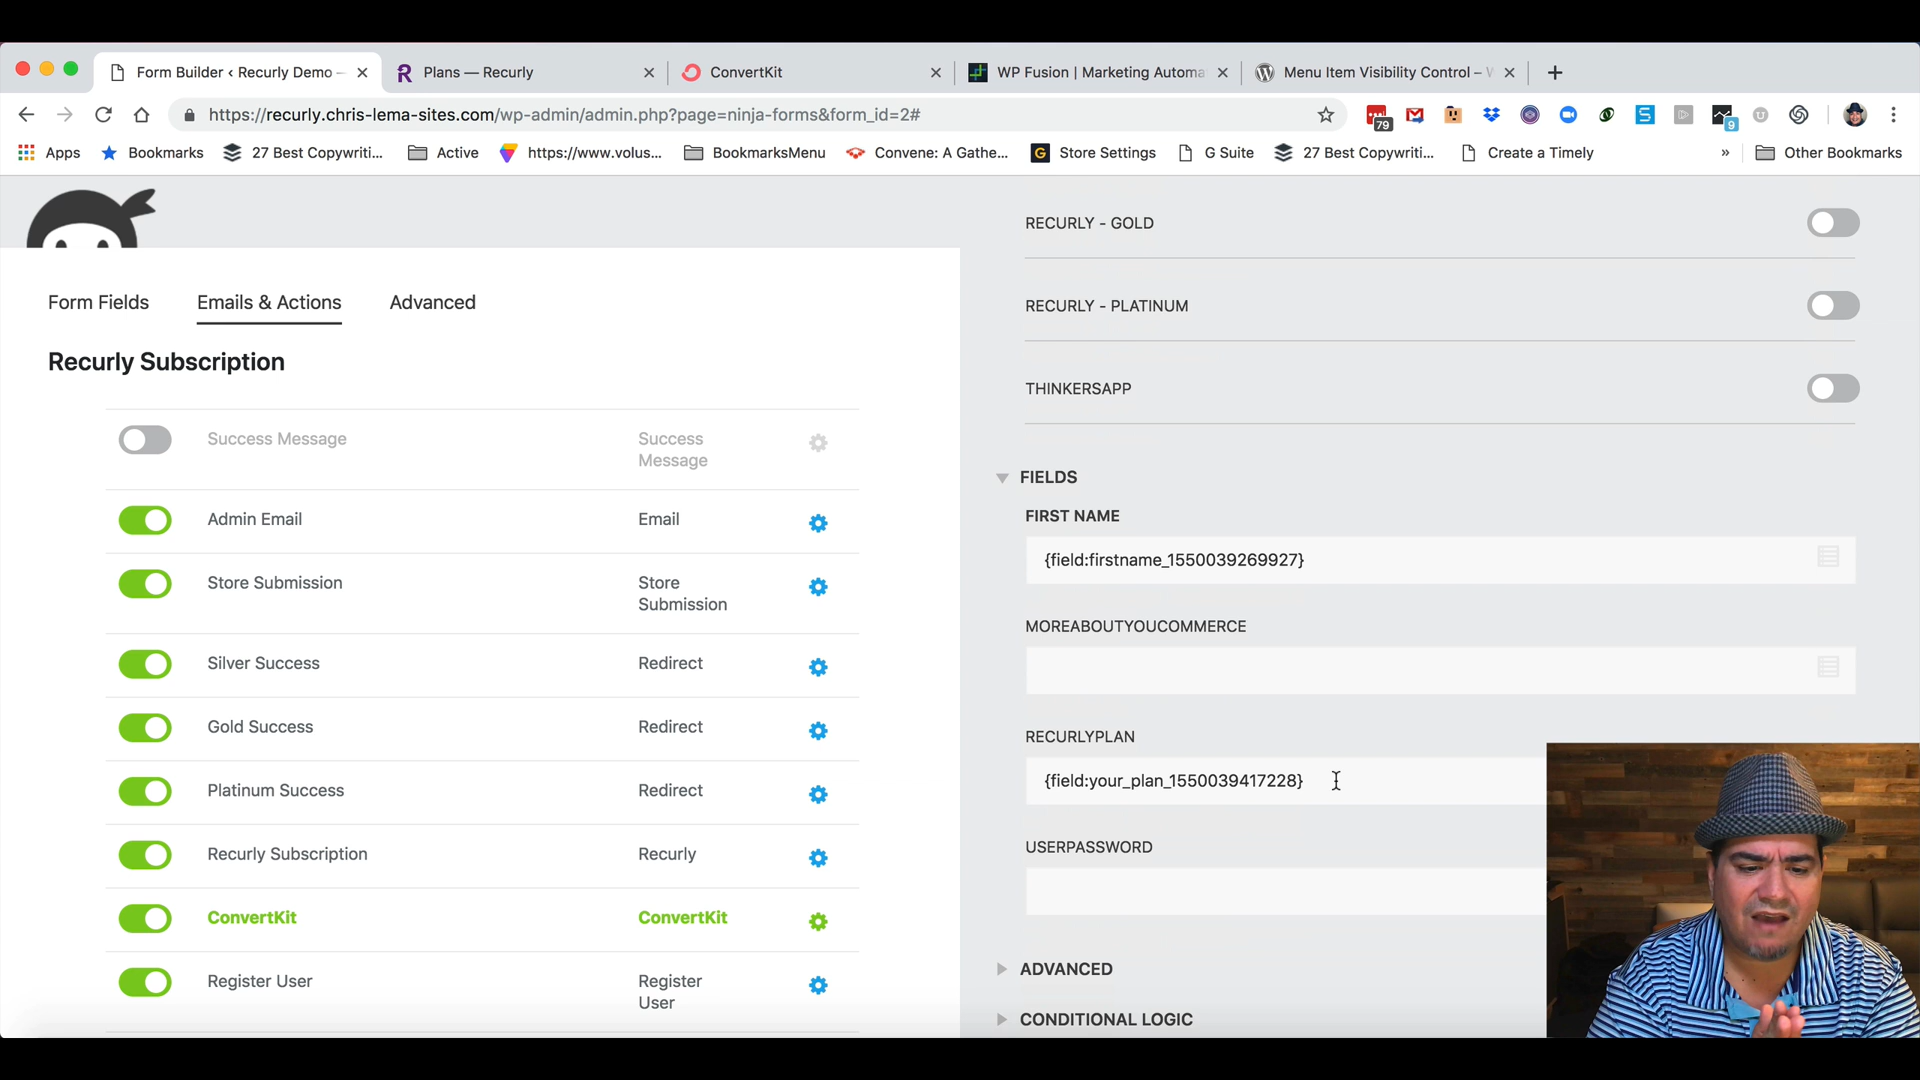 Form Builder ‹ Recurly Demo –
Plans — Recurly
ConvertKit
WP Fusion | Marketing Automa
Menu Item Visibility Control – W
https://recurly.chris-lema-sites.com/wp-admin/admin.php?page=ninja-forms&form_id=2#
79
9
Apps
Bookmarks
27 Best Copywriti...
Active
https://www.volus...
BookmarksMenu
Convene: A Gathe...
Store Settings
G Suite
27 Best Copywriti...
Create a Timely
»
Other Bookmarks
Form Fields
Emails & Actions
Advanced
Recurly Subscription
Success Message
Success
Message
Admin Email
Email
Store Submission
Store
Submission
Silver Success
Redirect
Gold Success
Redirect
Platinum Success
Redirect
Recurly Subscription
Recurly
ConvertKit
ConvertKit
Register User
Register
User
RECURLY - GOLD
RECURLY - PLATINUM
THINKERSAPP
FIELDS
FIRST NAME
{field:firstname_1550039269927}
MOREABOUTYOUCOMMERCE
RECURLYPLAN
{field:your_plan_1550039417228}
USERPASSWORD
ADVANCED
CONDITIONAL LOGIC